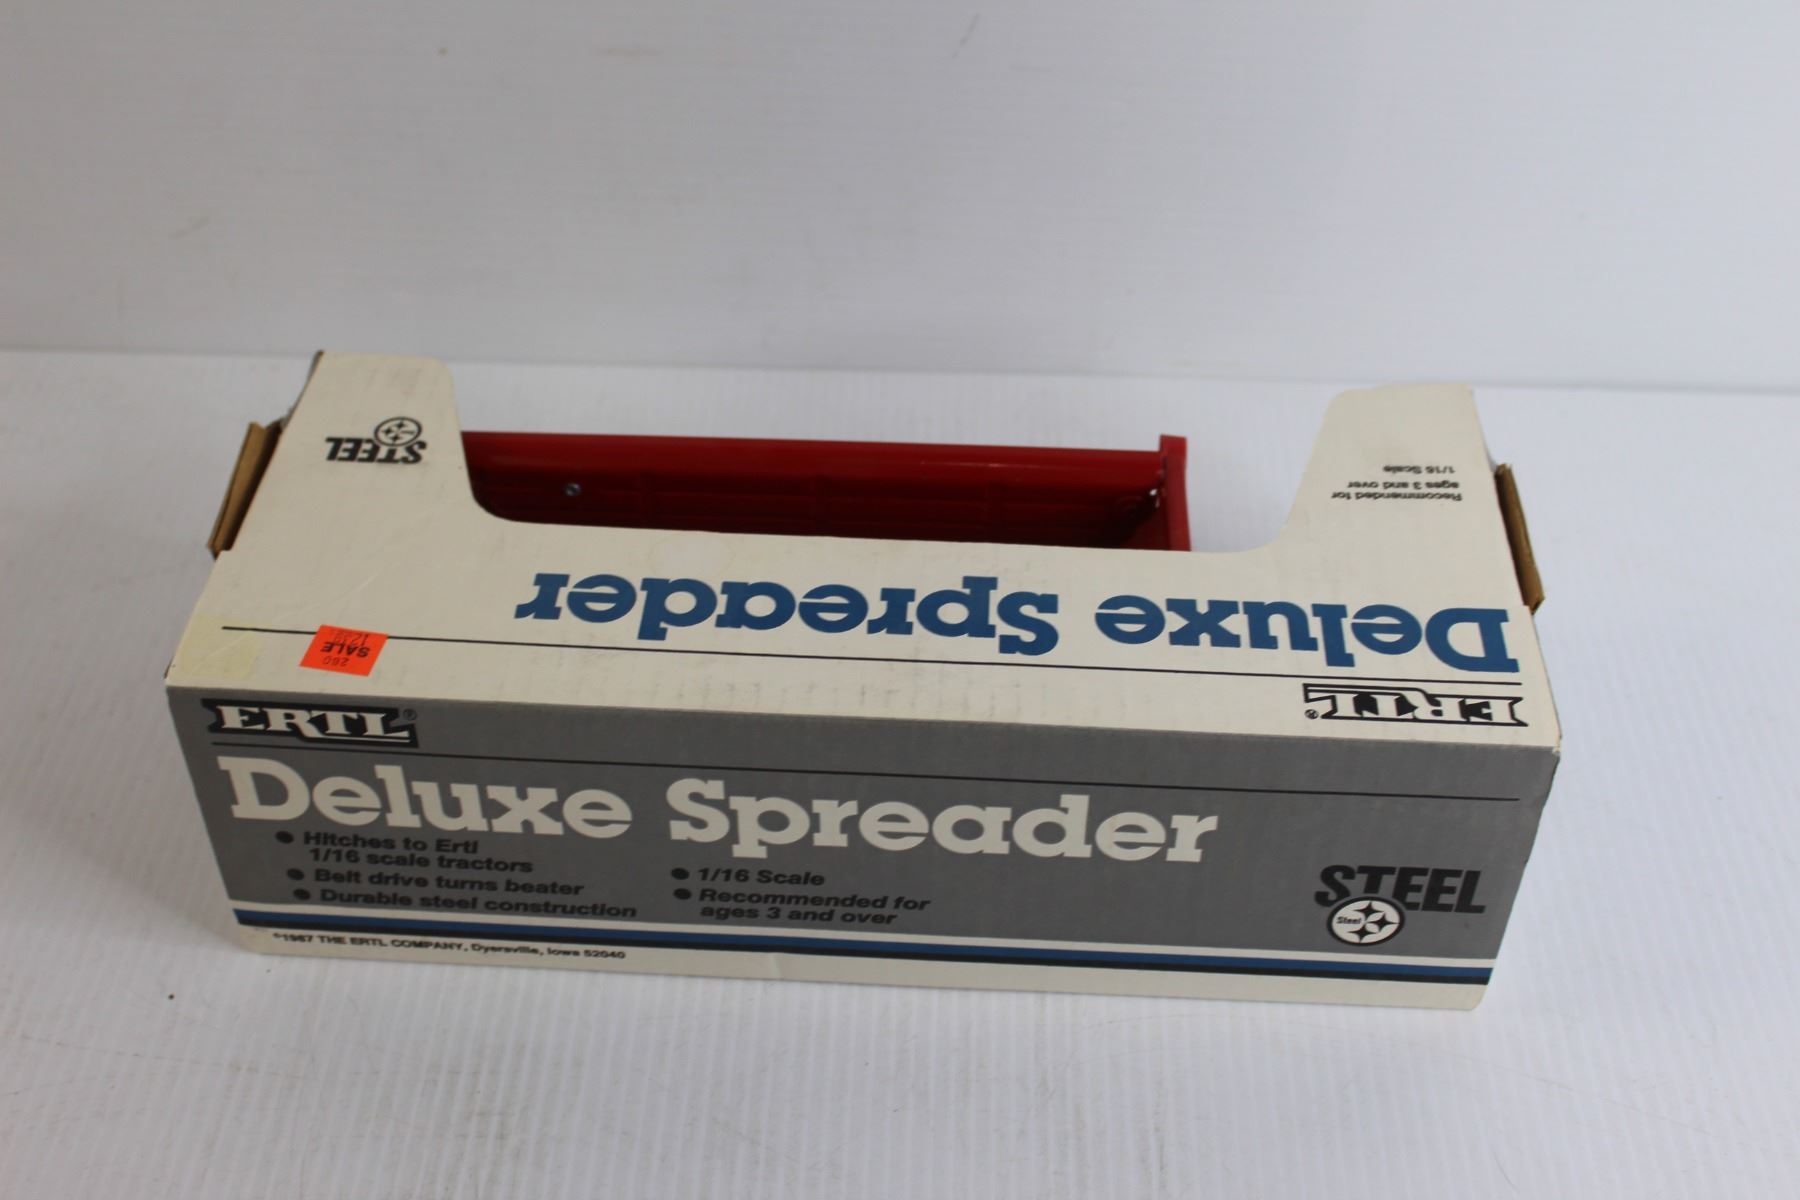 STEEL
Recommended for
ages 3 and over
1/16 Scale
Deluxe Spreader
ERTL®
260
SALE
ERTL®
Deluxe Spreader
● Hitches to Ertl
1/16 scale tractors
● Belt drive turns beater
● Durable steel construction
● 1/16 Scale
● Recommended for
ages 3 and over
STEEL
Steel
©1987 THE ERTL COMPANY, Dyersville, Iowa 52040